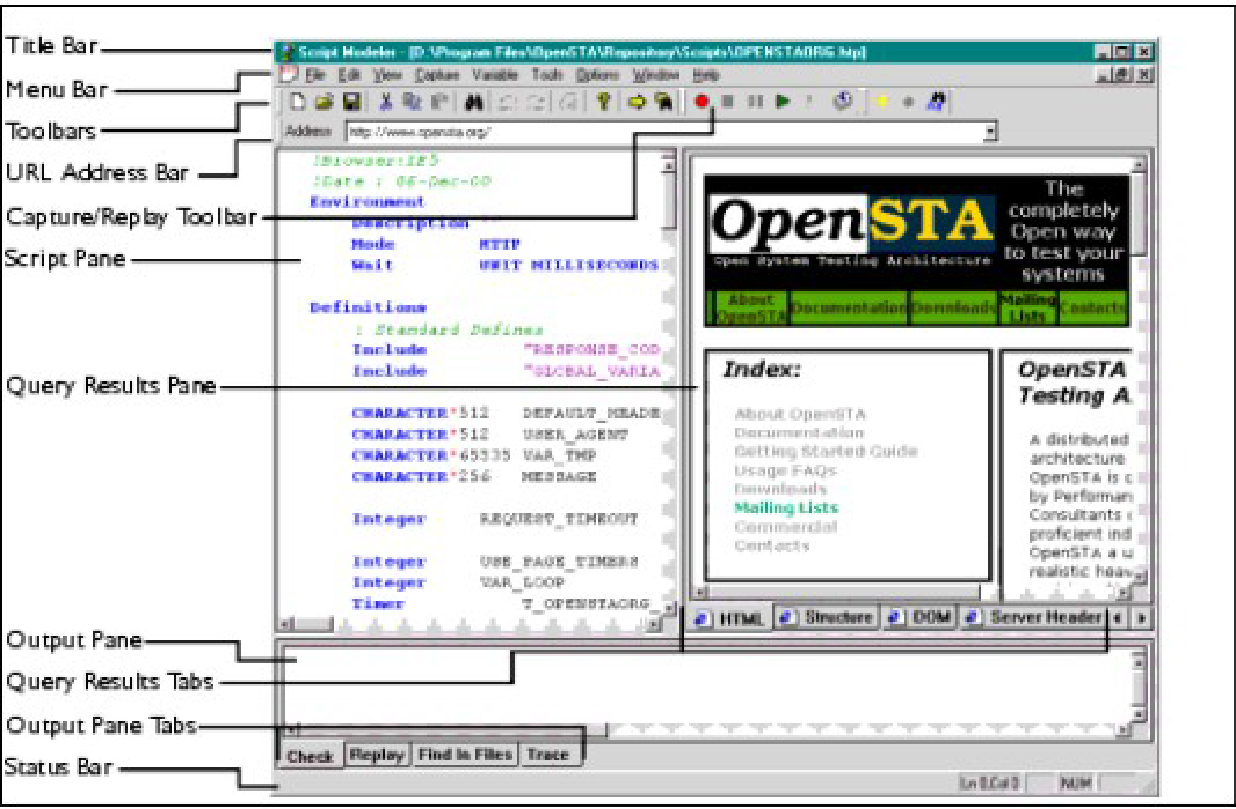 Title Bar
Menu Bar
Toolbars
URL Address Bar
Capture/Replay Toolbar
Script Pane
Query Results Pane
Output Pane
Query Results Tabs
Output Pane Tabs
Status Bar
Script Modeler - [D:\Program Files\OpenSTA\Repository\Scripts\OPENSTAORIG.htp]
File Edit View Capture Variable Tools Options Window Help
Address http://www.opensta.org/
!Browser:IE5
!Date : 06-Dec-00
Environment
Description ""
Mode HTTP
Wait UNIT MILLISECONDS
Definitions
! Standard Defines
Include "RESPONSE_COD
Include "GLOBAL_VARIA
CHARACTER*512 DEFAULT_HEADE
CHARACTER*512 USER_AGENT
CHARACTER*65535 VAR_TMP
CHARACTER*256 MESSAGE
Integer REQUEST_TIMEOUT
Integer USE_PAGE_TIMERS
Integer VAR_LOOP
Timer T_OPENSTAORG_
OpenSTA
Open System Testing Architecture
The
completely
Open way
to test your
systems
About OpenSTA
Documentation
Downloads
Mailing Lists
Contacts
Index:
About OpenSTA
Documentation
Getting Started Guide
Usage FAQs
Downloads
Mailing Lists
Commercial
Contacts
OpenSTA
Testing A
A distributed
architecture
OpenSTA is
by Performan
Consultants
proficient ind
OpenSTA a u
realistic heav
HTML Structure DOM Server Header
Check Replay Find In Files Trace
Ln 0,Col 0 NUM